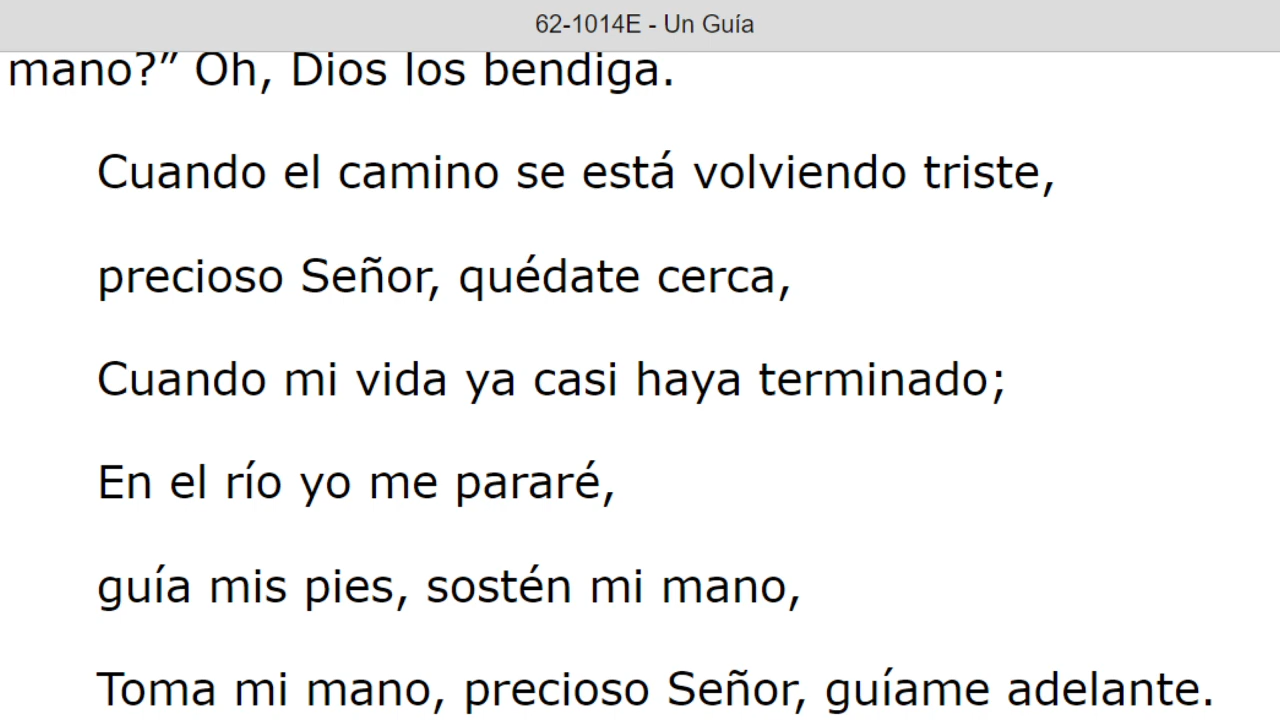 62-1014E - Un Guía
mano?” Oh, Dios los bendiga.
Cuando el camino se está volviendo triste,
precioso Señor, quédate cerca,
Cuando mi vida ya casi haya terminado;
En el río yo me pararé,
guía mis pies, sostén mi mano,
Toma mi mano, precioso Señor, guíame adelante.